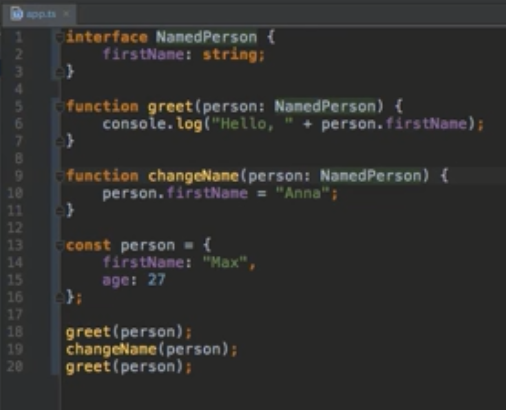 app.ts
1 interface NamedPerson {
2     firstName: string;
3 }
4
5 function greet(person: NamedPerson) {
6     console.log("Hello, " + person.firstName);
7 }
8
9 function changeName(person: NamedPerson) {
10     person.firstName = "Anna";
11 }
12
13 const person = {
14     firstName: "Max",
15     age: 27
16 };
17
18 greet(person);
19 changeName(person);
20 greet(person);